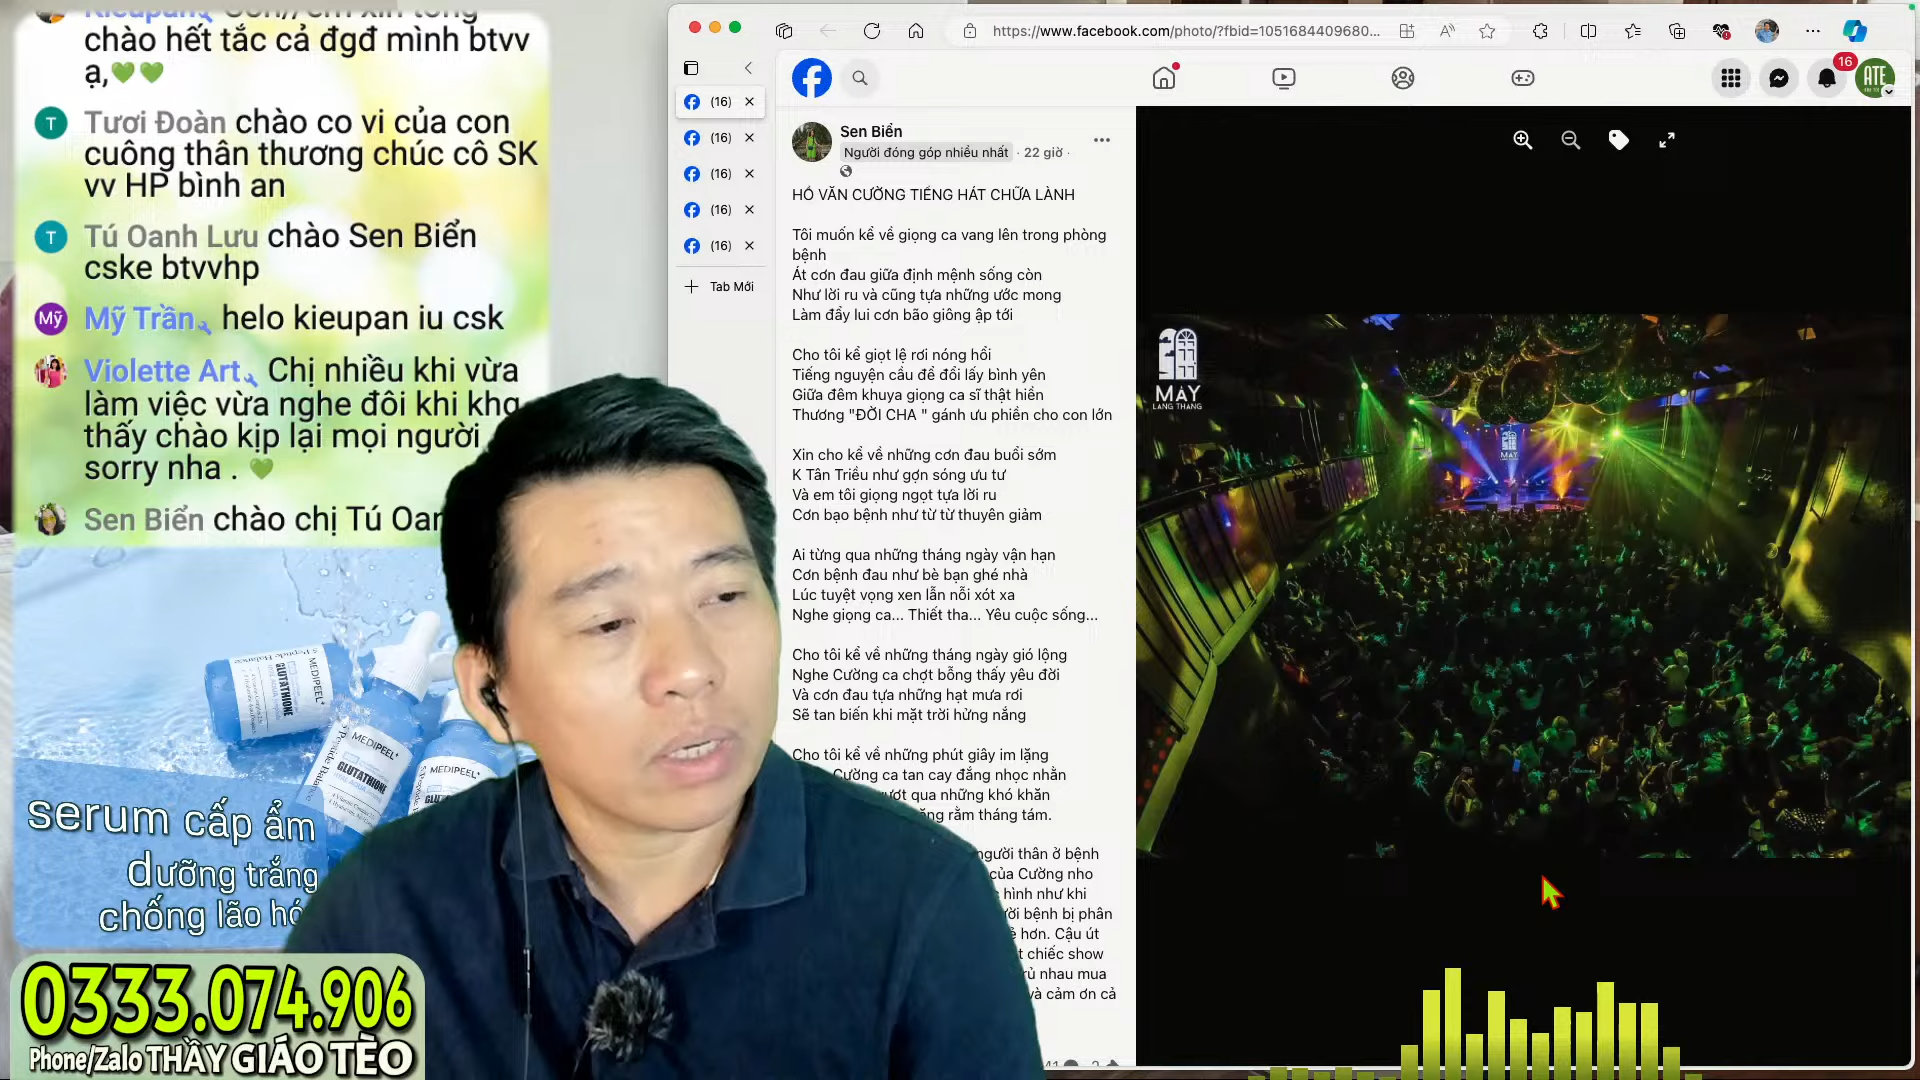 chào hết tắc cả đgđ mình btvv
ạ,💚💚
Tươi Đoàn chào co vi của con
cuông thân thương chúc cô SK
vv HP bình an
Tú Oanh Lưu chào Sen Biển
cske btvvhp
Mỹ Trần helo kieupan iu csk
Violette Art Chị nhiều khi vừa
làm việc vừa nghe đôi khi khg
thấy chào kịp lại mọi người
sorry nha . 💚
Sen Biển chào chị Tú Oan
MEDIPEEL+
GLUTATHIONE
MEDIPEEL+
GLUTATHIONE
MEDIPEEL+
serum cấp ẩm
dưỡng trắng
chống lão hó
0333.074.906
Phone/Zalo THẦY GIÁO TÈO
https://www.facebook.com/photo/?fbid=1051684409680...
(16)
(16)
(16)
(16)
(16)
Tab Mới
16
ATE
Sen Biển
Người đóng góp nhiều nhất · 22 giờ ·
HỒ VĂN CƯỜNG TIẾNG HÁT CHỮA LÀNH
Tôi muốn kể về giọng ca vang lên trong phòng
bệnh
Át cơn đau giữa định mệnh sống còn
Như lời ru và cũng tựa những ước mong
Làm đẩy lui cơn bão giông ập tới
Cho tôi kể giọt lệ rơi nóng hổi
Tiếng nguyện cầu để đổi lấy bình yên
Giữa đêm khuya giọng ca sĩ thật hiền
Thương "ĐỜI CHA " gánh ưu phiền cho con lớn
Xin cho kể về những cơn đau buổi sớm
K Tân Triều như gợn sóng ưu tư
Và em tôi giọng ngọt tựa lời ru
Cơn bạo bệnh như từ từ thuyên giảm
Ai từng qua những tháng ngày vận hạn
Cơn bệnh đau như bè bạn ghé nhà
Lúc tuyệt vọng xen lẫn nỗi xót xa
Nghe giọng ca... Thiết tha... Yêu cuộc sống...
Cho tôi kể về những tháng ngày gió lộng
Nghe Cường ca chợt bỗng thấy yêu đời
Và cơn đau tựa những hạt mưa rơi
Sẽ tan biến khi mặt trời hửng nắng
Cho tôi kể về những phút giây im lặng
Cường ca tan cay đắng nhọc nhằn
qua những khó khăn
rằm tháng tám.
người thân ở bệnh
của Cường nho
hình như khi
bệnh bị phân
hơn. Cậu út
chiếc show
rủ nhau mua
và cảm ơn cả
MÂY
LANG THANG
MÂY